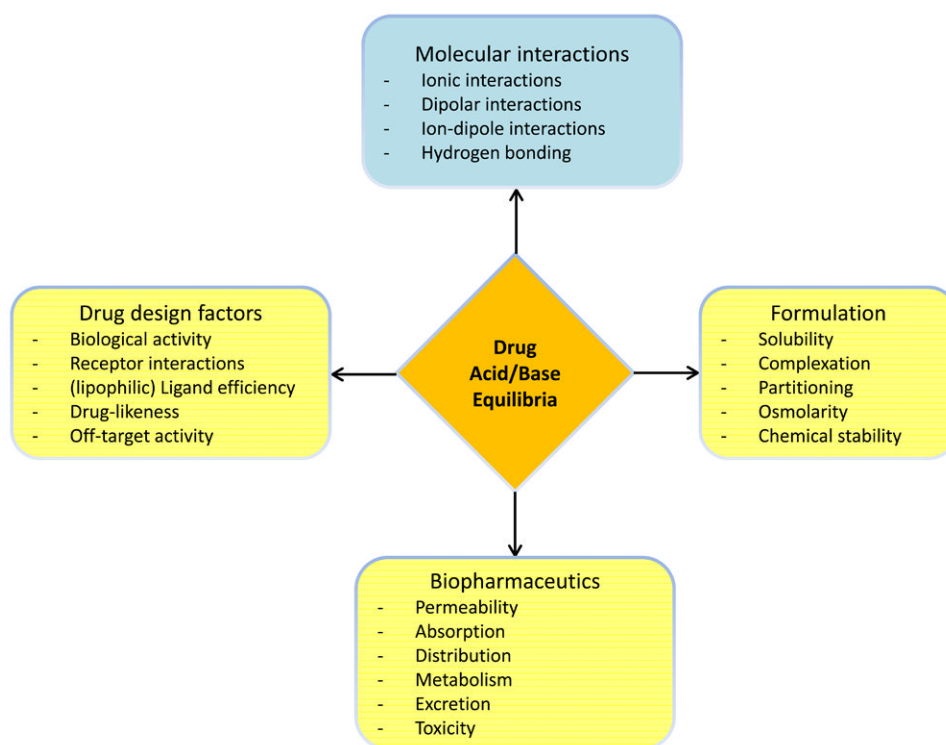 Molecular interactions
- Ionic interactions
- Dipolar interactions
- Ion-dipole interactions
- Hydrogen bonding
Drug design factors
- Biological activity
- Receptor interactions
- (lipophilic) Ligand efficiency
- Drug-likeness
- Off-target activity
Drug
Acid/Base
Equilibria
Formulation
- Solubility
- Complexation
- Partitioning
- Osmolarity
- Chemical stability
Biopharmaceutics
- Permeability
- Absorption
- Distribution
- Metabolism
- Excretion
- Toxicity